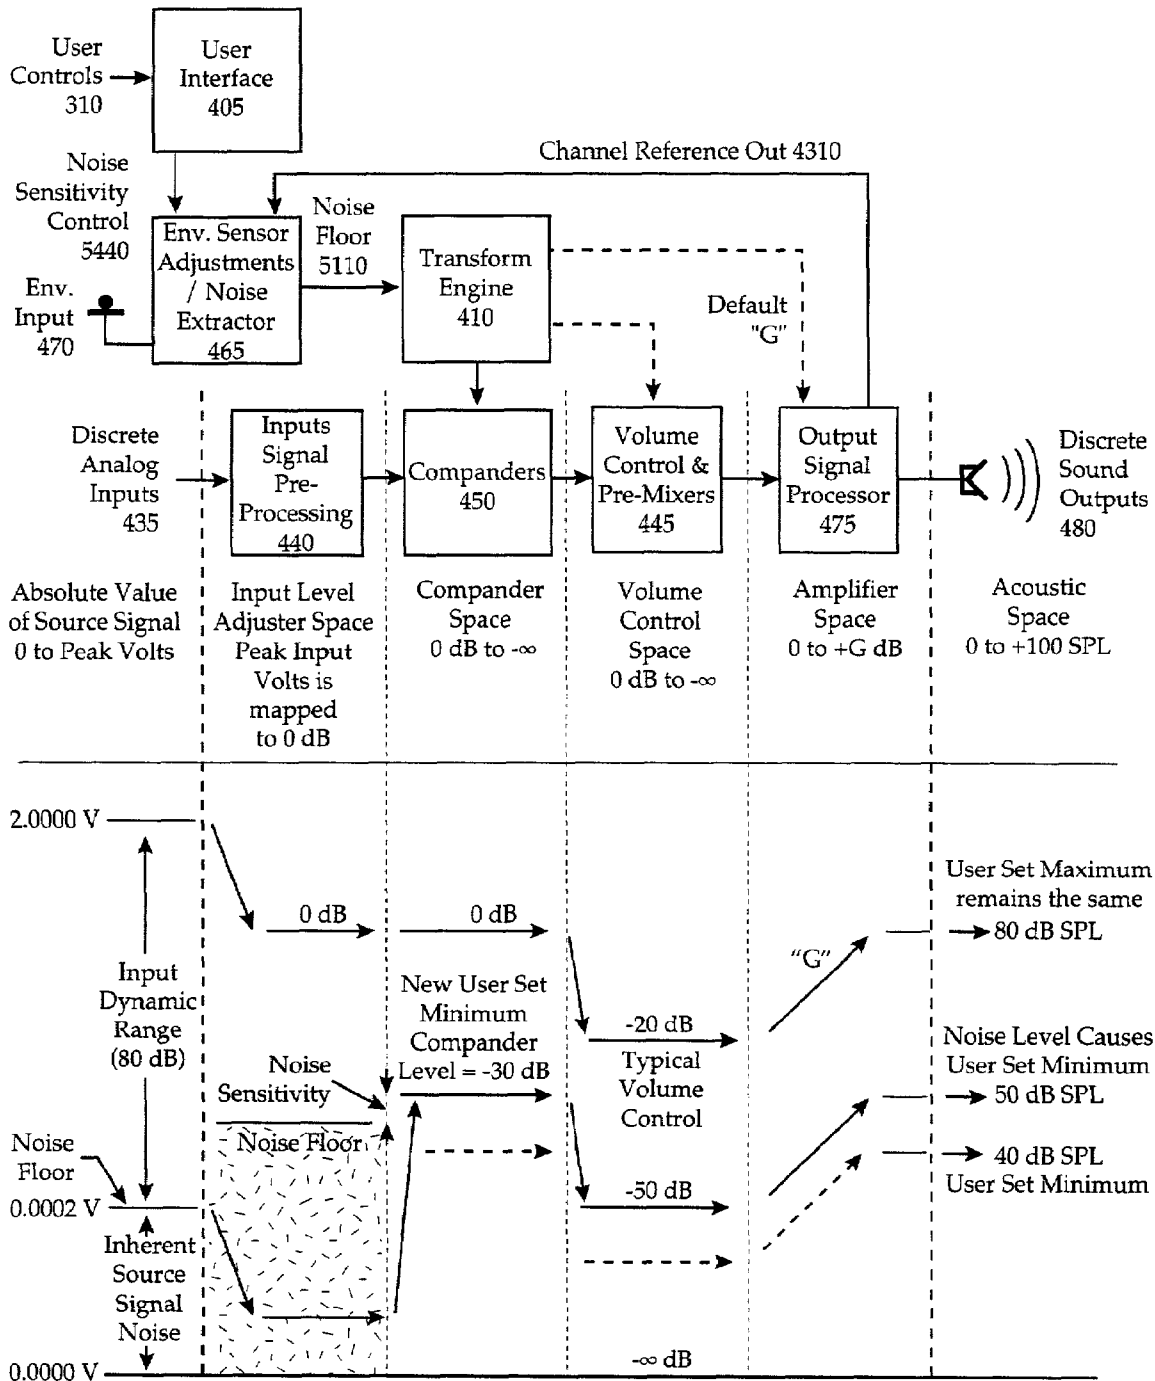 User
Controls
310
User
Interface
405
Noise
Sensitivity
Control
5440
Channel Reference Out 4310
Env.
Input
470
Env. Sensor
Adjustments
/ Noise
Extractor
465
Noise
Floor
5110
Transform
Engine
410
Default
"G"
Discrete
Analog
Inputs
435
Inputs
Signal
Pre-
Processing
440
Companders
450
Volume
Control &
Pre-Mixers
445
Output
Signal
Processor
475
Discrete
Sound
Outputs
480
Absolute Value
of Source Signal
0 to Peak Volts
Input Level
Adjuster Space
Peak Input
Volts is
mapped
to 0 dB
Compander
Space
0 dB to -∞
Volume
Control
Space
0 dB to -∞
Amplifier
Space
0 to +G dB
Acoustic
Space
0 to +100 SPL
2.0000 V
Input
Dynamic
Range
(80 dB)
Noise
Floor
0.0002 V
Inherent
Source
Signal
Noise
0.0000 V
0 dB
Noise
Sensitivity
Noise Floor
0 dB
New User Set
Minimum
Compander
Level = -30 dB
-20 dB
Typical
Volume
Control
-50 dB
-∞ dB
"G"
User Set Maximum
remains the same
80 dB SPL
Noise Level Causes
User Set Minimum
50 dB SPL
40 dB SPL
User Set Minimum